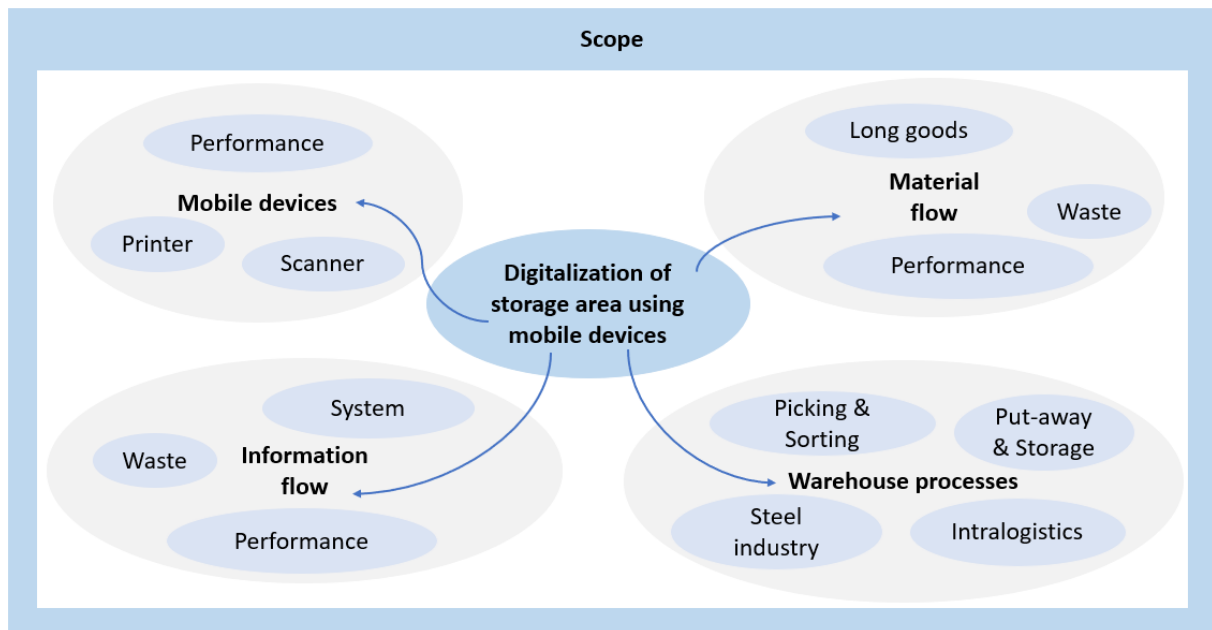 Scope
Performance
Mobile devices
Printer
Scanner
Long goods
Material
flow
Waste
Performance
Digitalization of
storage area using
mobile devices
System
Waste
Information
flow
Performance
Picking &
Sorting
Put-away
& Storage
Warehouse processes
Steel
industry
Intralogistics